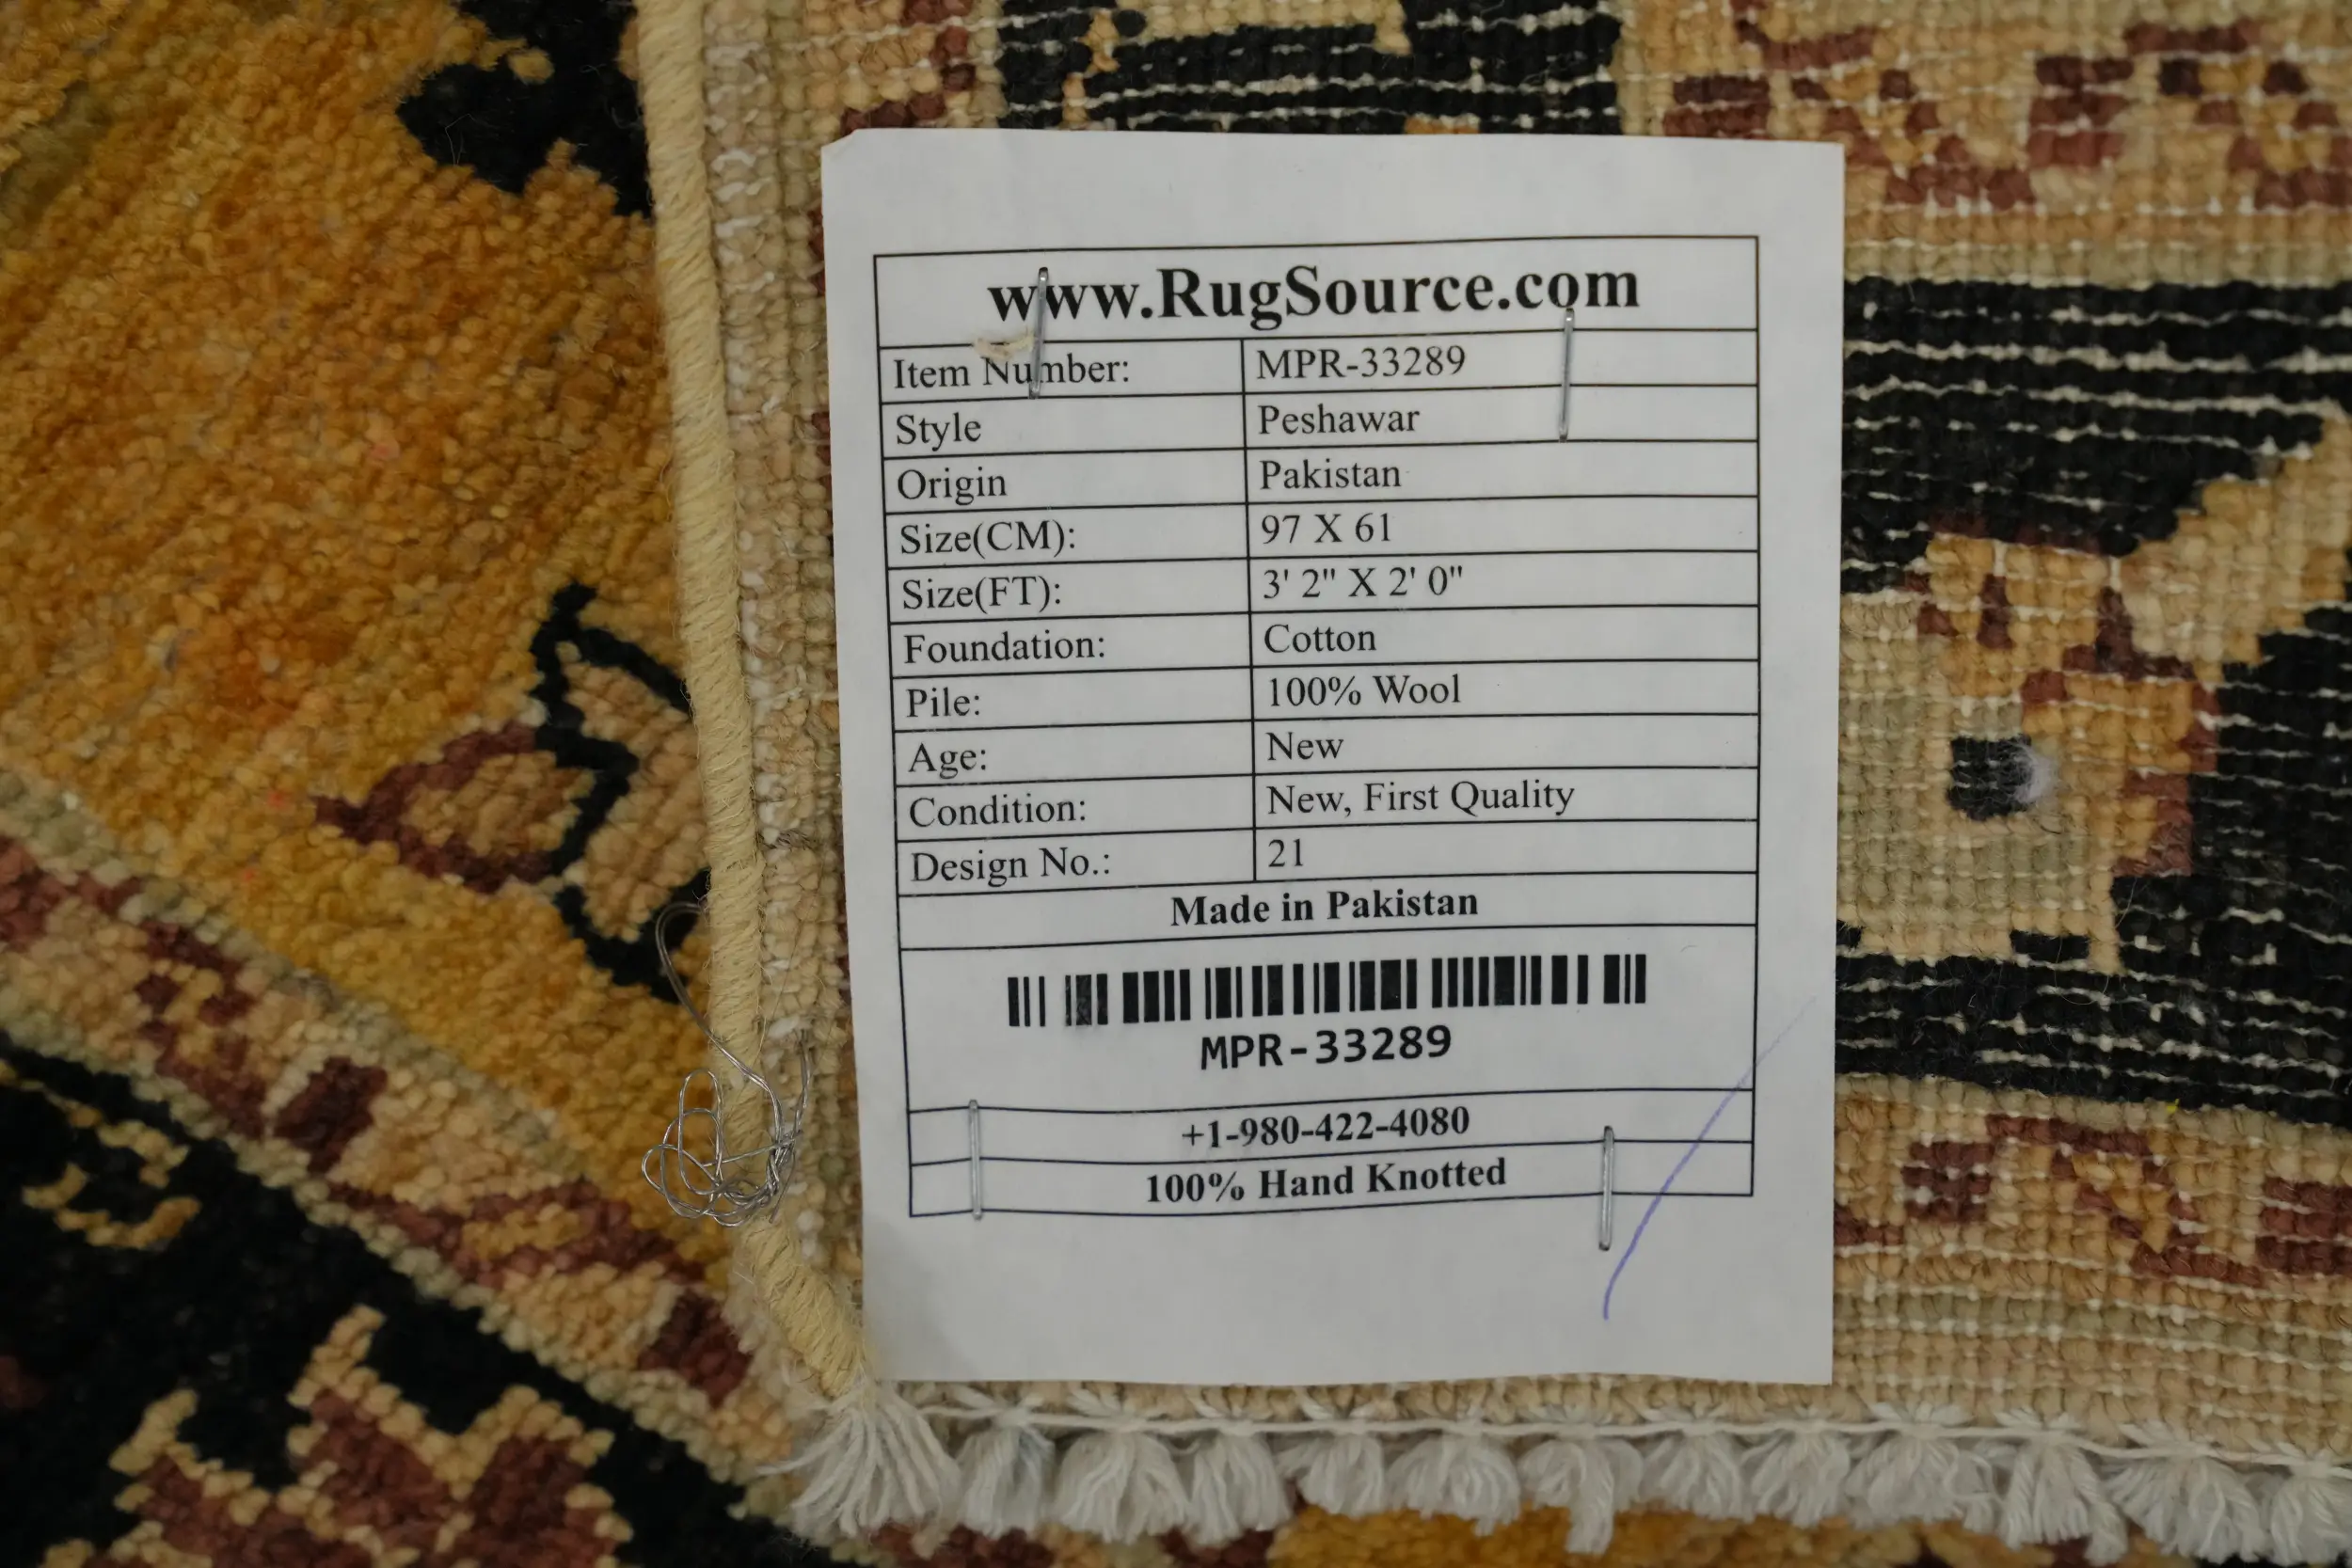 www.RugSource.com
Item Number: MPR-33289
Style Peshawar
Origin Pakistan
Size(CM): 97 X 61
Size(FT): 3' 2" X 2' 0"
Foundation: Cotton
Pile: 100% Wool
Age: New
Condition: New, First Quality
Design No.: 21
Made in Pakistan
MPR-33289
+1-980-422-4080
100% Hand Knotted